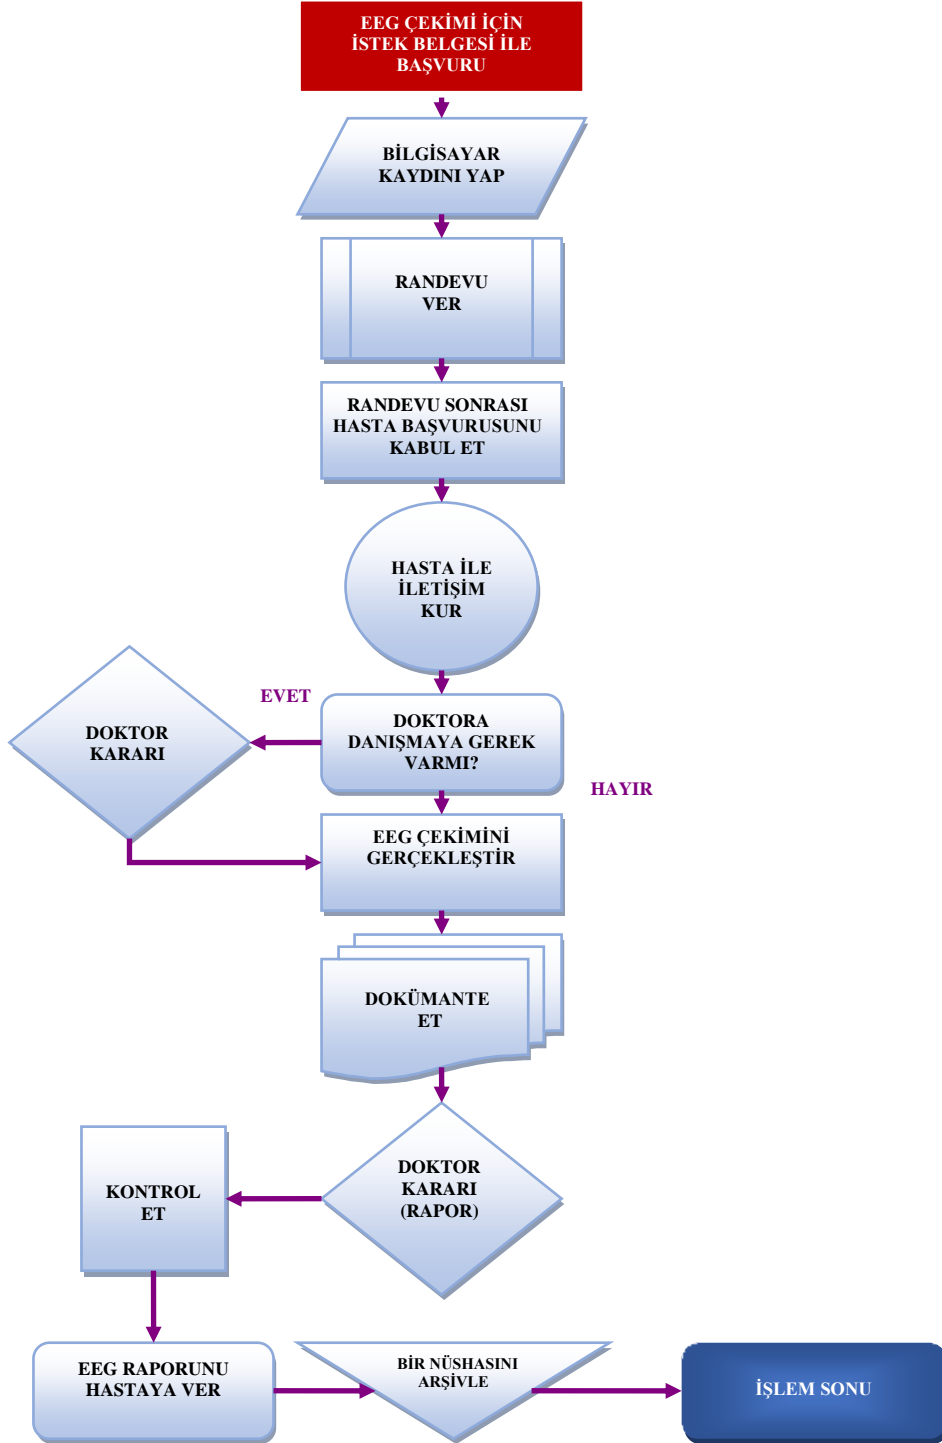 EEG ÇEKİMİ İÇİN
İSTEK BELGESİ İLE
BAŞVURU
BİLGİSAYAR
KAYDINI YAP
RANDEVU
VER
RANDEVU SONRASI
HASTA BAŞVURUSUNU
KABUL ET
HASTA İLE
İLETİŞİM
KUR
EVET
DOKTOR
KARARI
DOKTORA
DANIŞMAYA GEREK
VARMI?
HAYIR
EEG ÇEKİMİNİ
GERÇEKLEŞTİR
DOKÜMANTE
ET
DOKTOR
KARARI
(RAPOR)
KONTROL
ET
EEG RAPORUNU
HASTAYA VER
BİR NÜSHASINI
ARŞİVLE
İŞLEM SONU